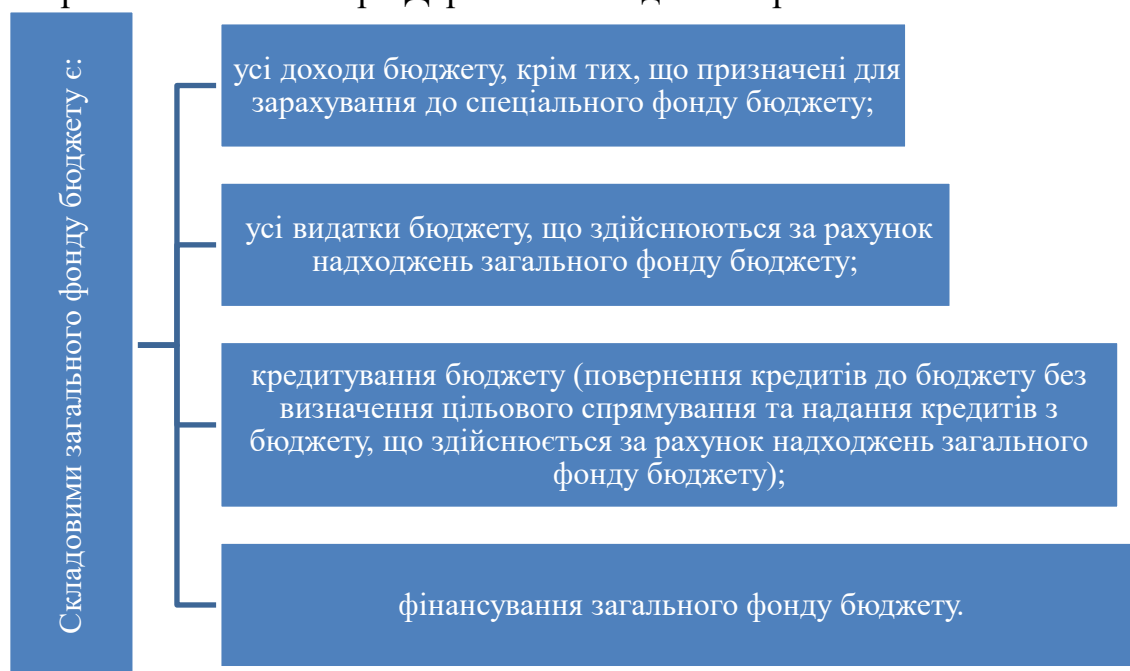 Складовими загального фонду бюджету є:
усі доходи бюджету, крім тих, що призначені для
зарахування до спеціального фонду бюджету;
усі видатки бюджету, що здійснюються за рахунок
надходжень загального фонду бюджету;
кредитування бюджету (повернення кредитів до бюджету без
визначення цільового спрямування та надання кредитів з
бюджету, що здійснюється за рахунок надходжень загального
фонду бюджету);
фінансування загального фонду бюджету.